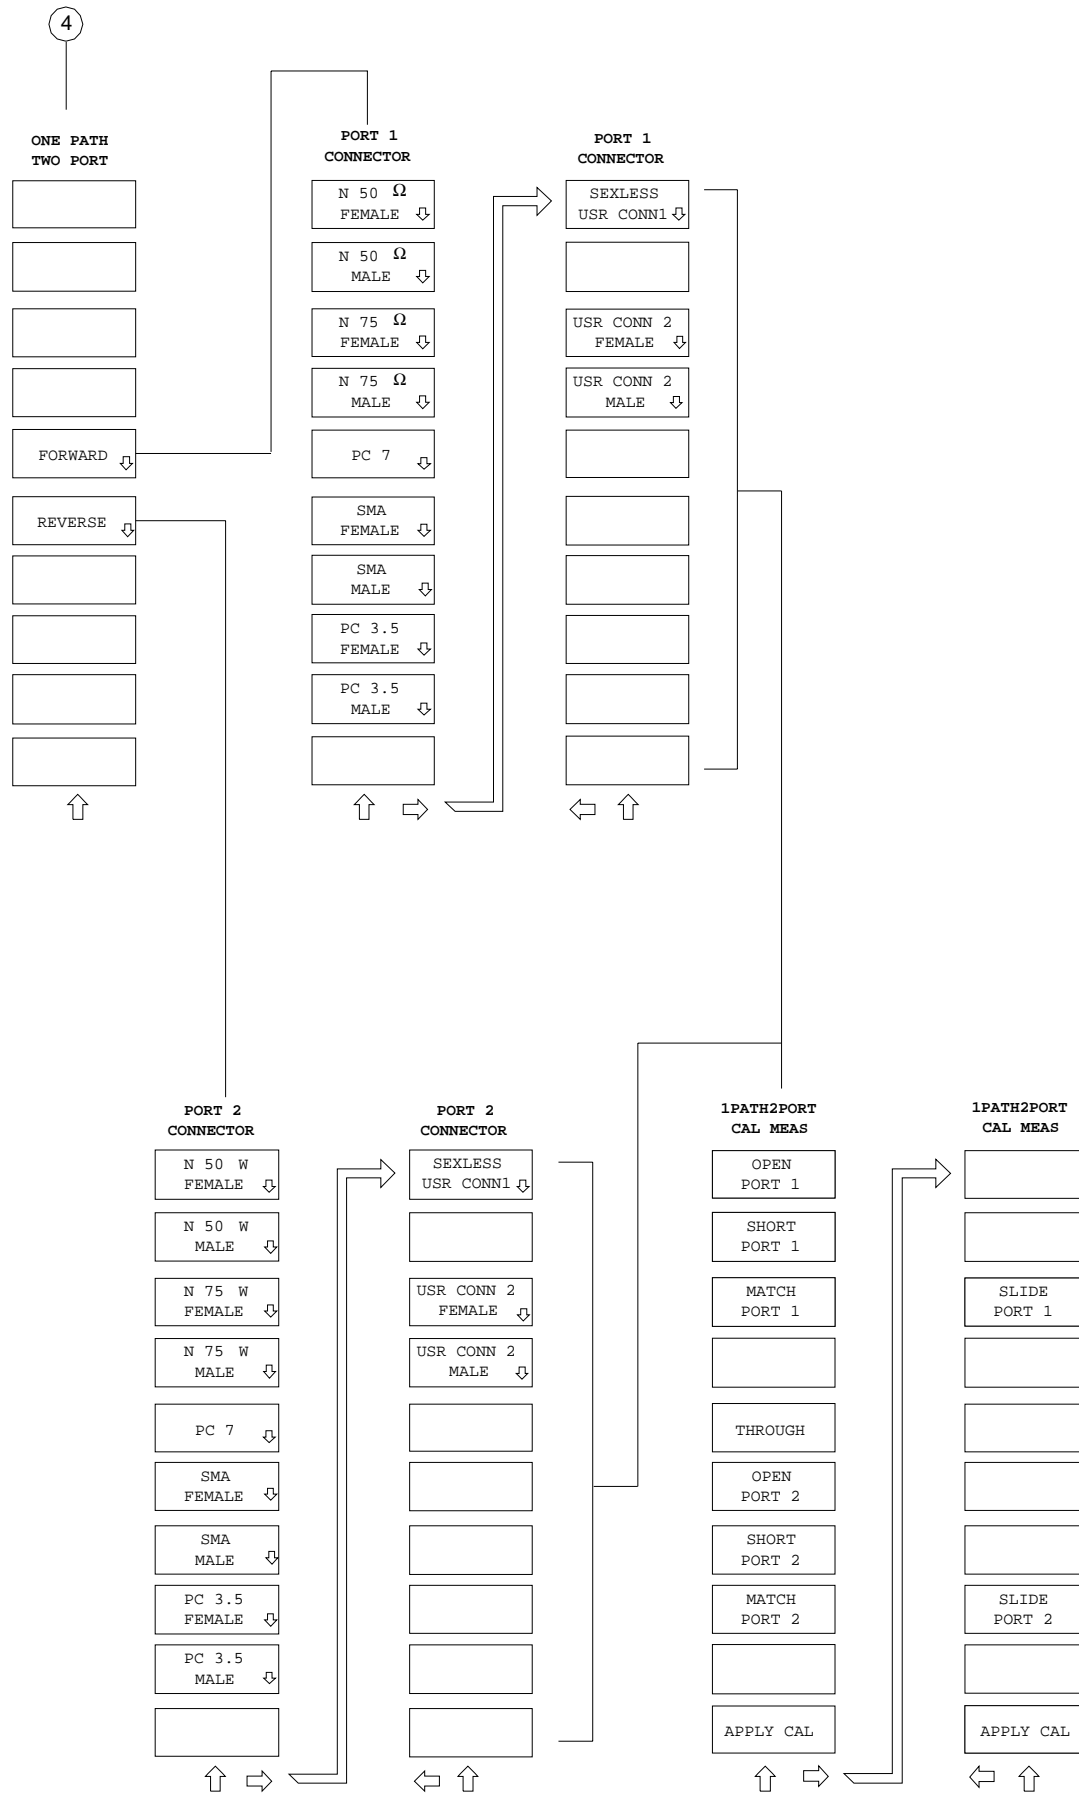 4
ONE PATH
TWO PORT
FORWARD
REVERSE
PORT 1
CONNECTOR
N 50 Ω
FEMALE
N 50 Ω
MALE
N 75 Ω
FEMALE
N 75 Ω
MALE
PC 7
SMA
FEMALE
SMA
MALE
PC 3.5
FEMALE
PC 3.5
MALE
PORT 1
CONNECTOR
SEXLESS
USR CONN1
USR CONN 2
FEMALE
USR CONN 2
MALE
PORT 2
CONNECTOR
N 50 W
FEMALE
N 50 W
MALE
N 75 W
FEMALE
N 75 W
MALE
PC 7
SMA
FEMALE
SMA
MALE
PC 3.5
FEMALE
PC 3.5
MALE
PORT 2
CONNECTOR
SEXLESS
USR CONN1
USR CONN 2
FEMALE
USR CONN 2
MALE
1PATH2PORT
CAL MEAS
OPEN
PORT 1
SHORT
PORT 1
MATCH
PORT 1
THROUGH
OPEN
PORT 2
SHORT
PORT 2
MATCH
PORT 2
APPLY CAL
1PATH2PORT
CAL MEAS
SLIDE
PORT 1
SLIDE
PORT 2
APPLY CAL